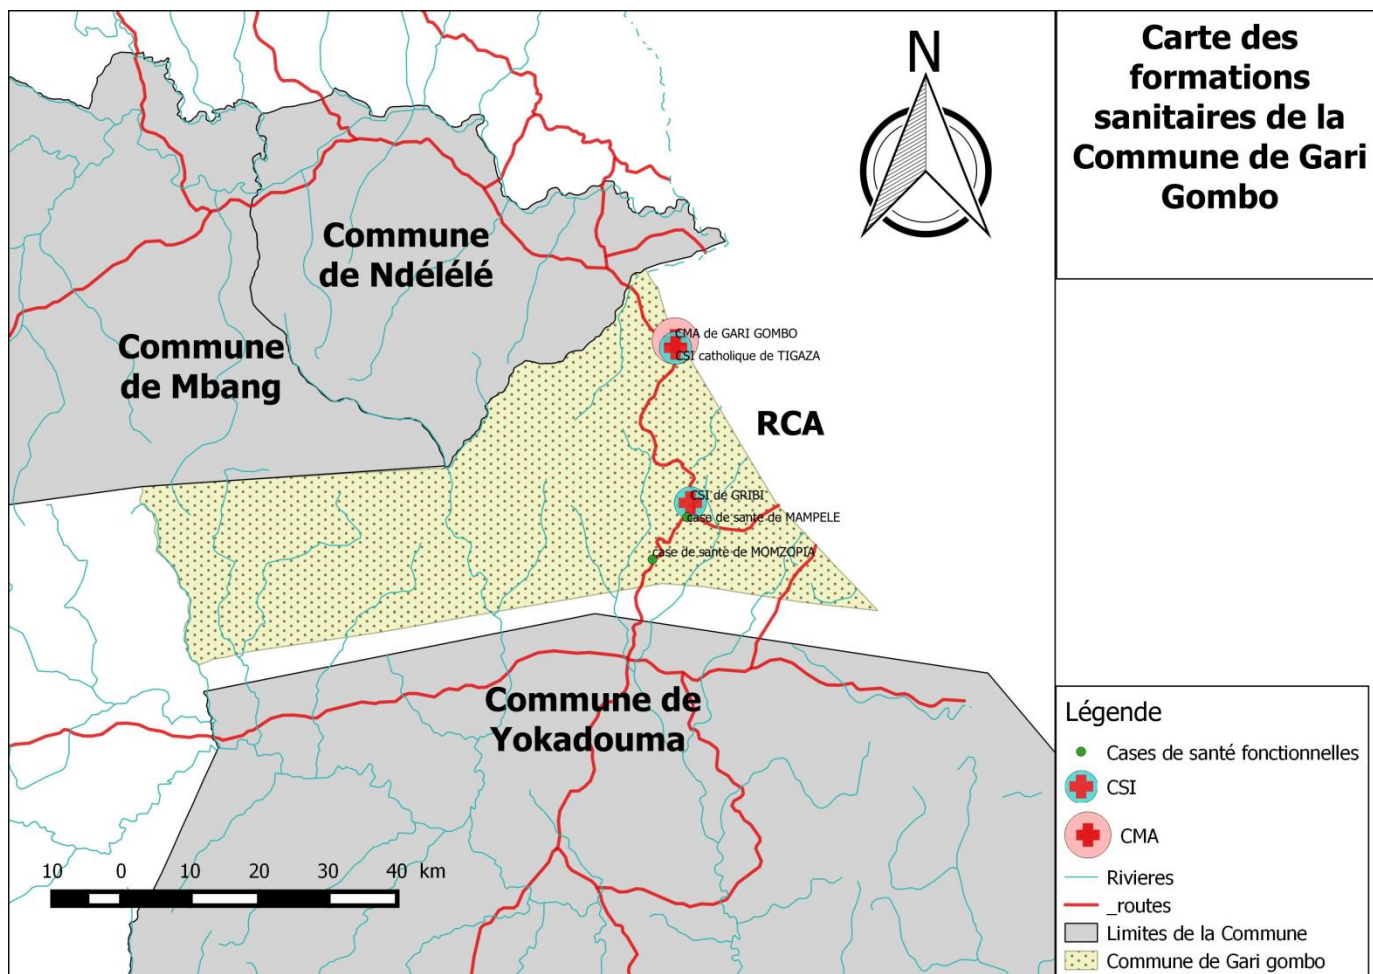 Carte des
formations
sanitaires de la
Commune de Gari
Gombo
N
Commune
de Ndélélé
Commune
de Mbang
CMA de GARI GOMBO
CSI catholique de TIGAZA
RCA
CSI de GRIBI
case de sante de MAMPELE
case de sante de MOMZOPIA
Commune de
Yokadouma
10 0 10 20 30 40 km
Légende
Cases de santé fonctionnelles
CSI
CMA
Rivieres
_routes
Limites de la Commune
Commune de Gari gombo